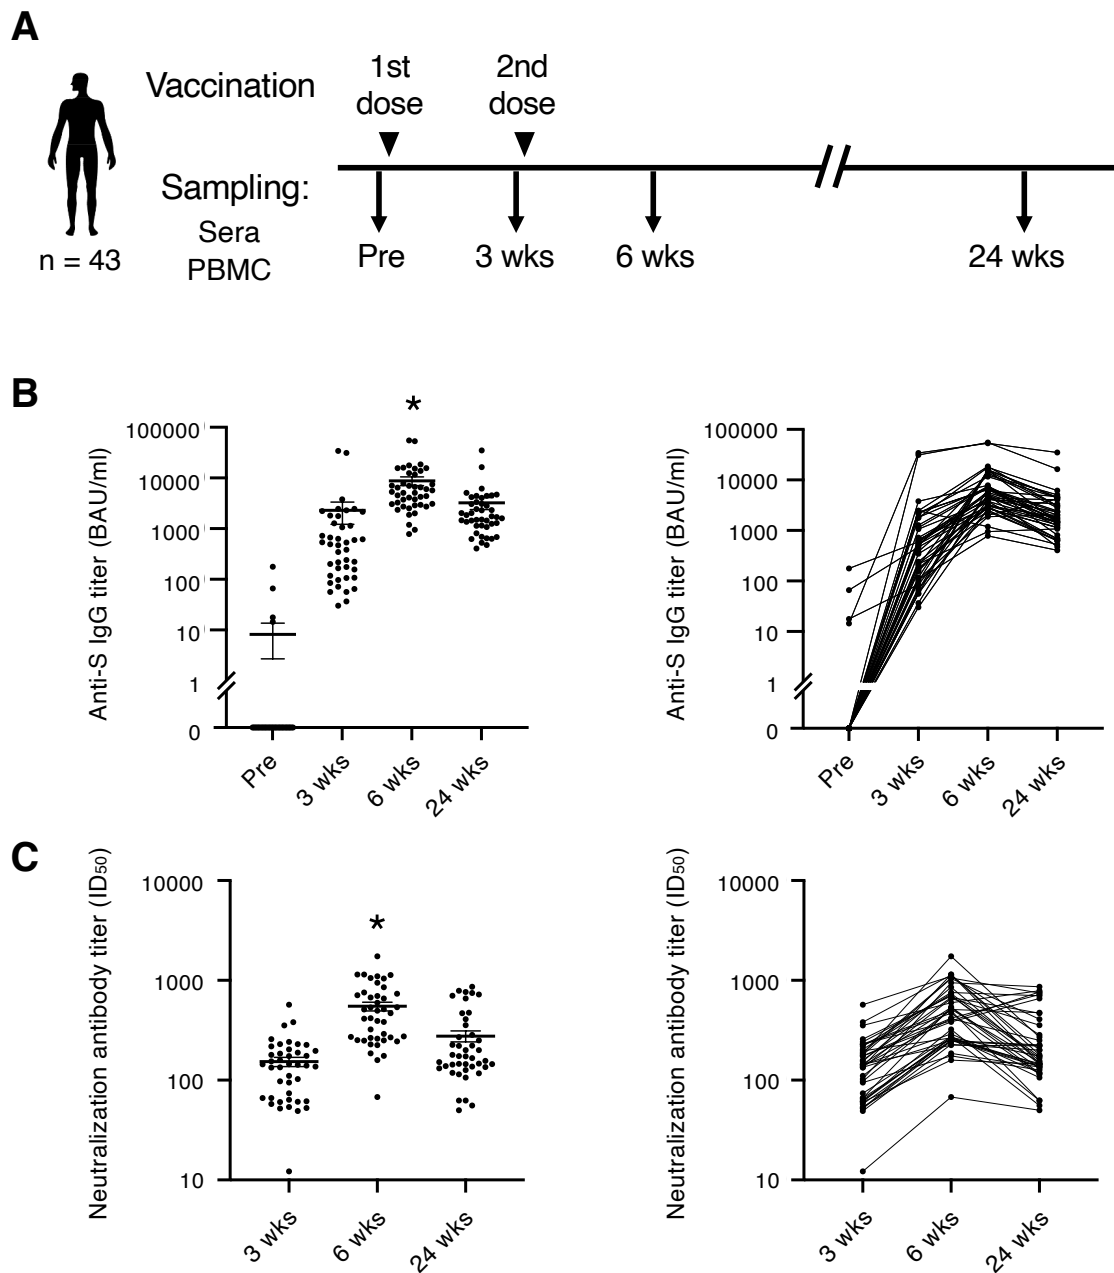 A
Vaccination
1st
dose
2nd
dose
Sampling:
Sera
PBMC
n = 43
Pre
3 wks
6 wks
24 wks
B
Anti-S IgG titer (BAU/ml)
100000
10000
1000
100
10
1
0
*
Pre
3 wks
6 wks
24 wks
Anti-S IgG titer (BAU/ml)
100000
10000
1000
100
10
1
0
Pre
3 wks
6 wks
24 wks
C
Neutralization antibody titer (ID50)
10000
1000
100
10
*
3 wks
6 wks
24 wks
Neutralization antibody titer (ID50)
10000
1000
100
10
3 wks
6 wks
24 wks